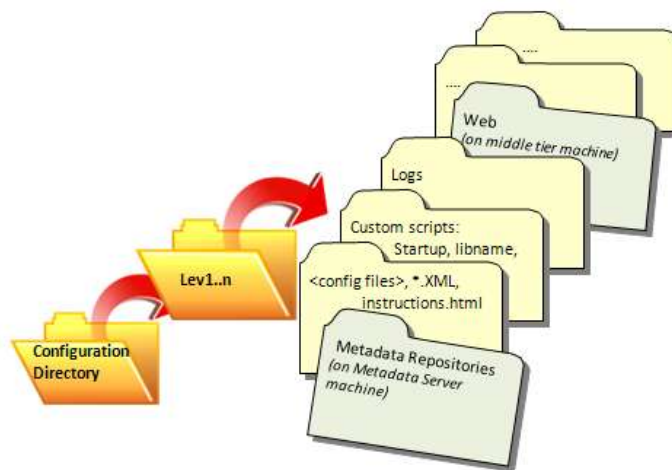 ....
....
Web
(on middle tier machine)
Logs
Custom scripts:
Startup, libname,
<config files>, *.XML,
instructions.html
Metadata Repositories
(on Metadata Server
machine)
Lev1..n
Configuration
Directory